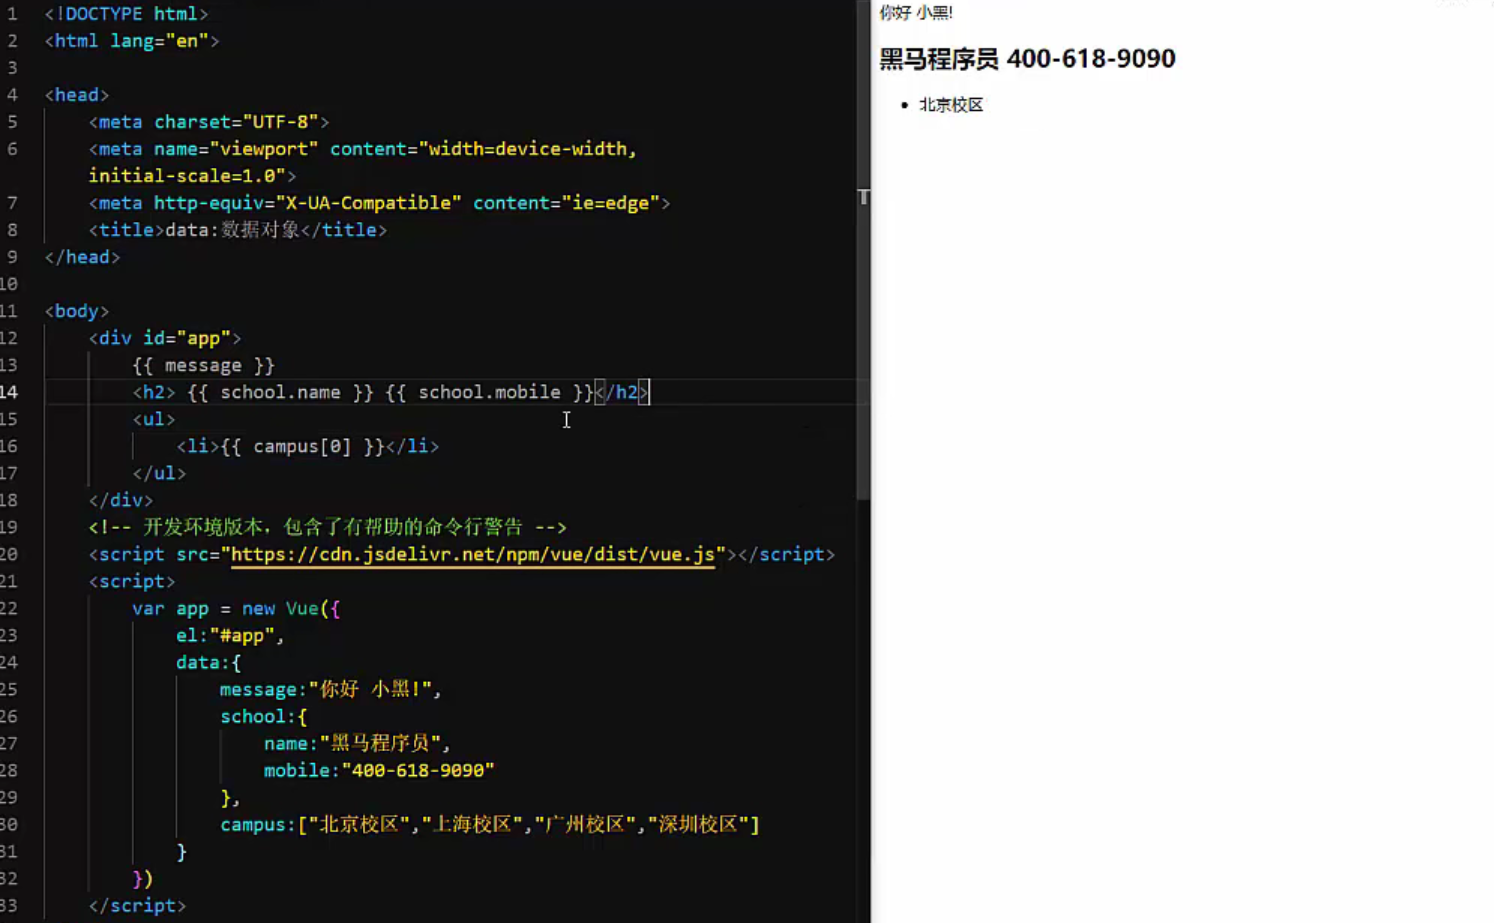 1 <!DOCTYPE html>
2 <html lang="en">
3
4 <head>
5 <meta charset="UTF-8">
6 <meta name="viewport" content="width=device-width,
initial-scale=1.0">
7 <meta http-equiv="X-UA-Compatible" content="ie=edge">
8 <title>data:数据对象</title>
9 </head>
10
11 <body>
12 <div id="app">
13 {{ message }}
14 <h2> {{ school.name }} {{ school.mobile }}</h2>
15 <ul>
16 <li>{{ campus[0] }}</li>
17 </ul>
18 </div>
19 <!-- 开发环境版本，包含了有帮助的命令行警告 -->
20 <script src="https://cdn.jsdelivr.net/npm/vue/dist/vue.js"></script>
21 <script>
22 var app = new Vue({
23 el:"#app",
24 data:{
25 message:"你好 小黑!",
26 school:{
27 name:"黑马程序员",
28 mobile:"400-618-9090"
29 },
30 campus:["北京校区","上海校区","广州校区","深圳校区"]
31 }
32 })
33 </script>
你好 小黑!
黑马程序员 400-618-9090
• 北京校区